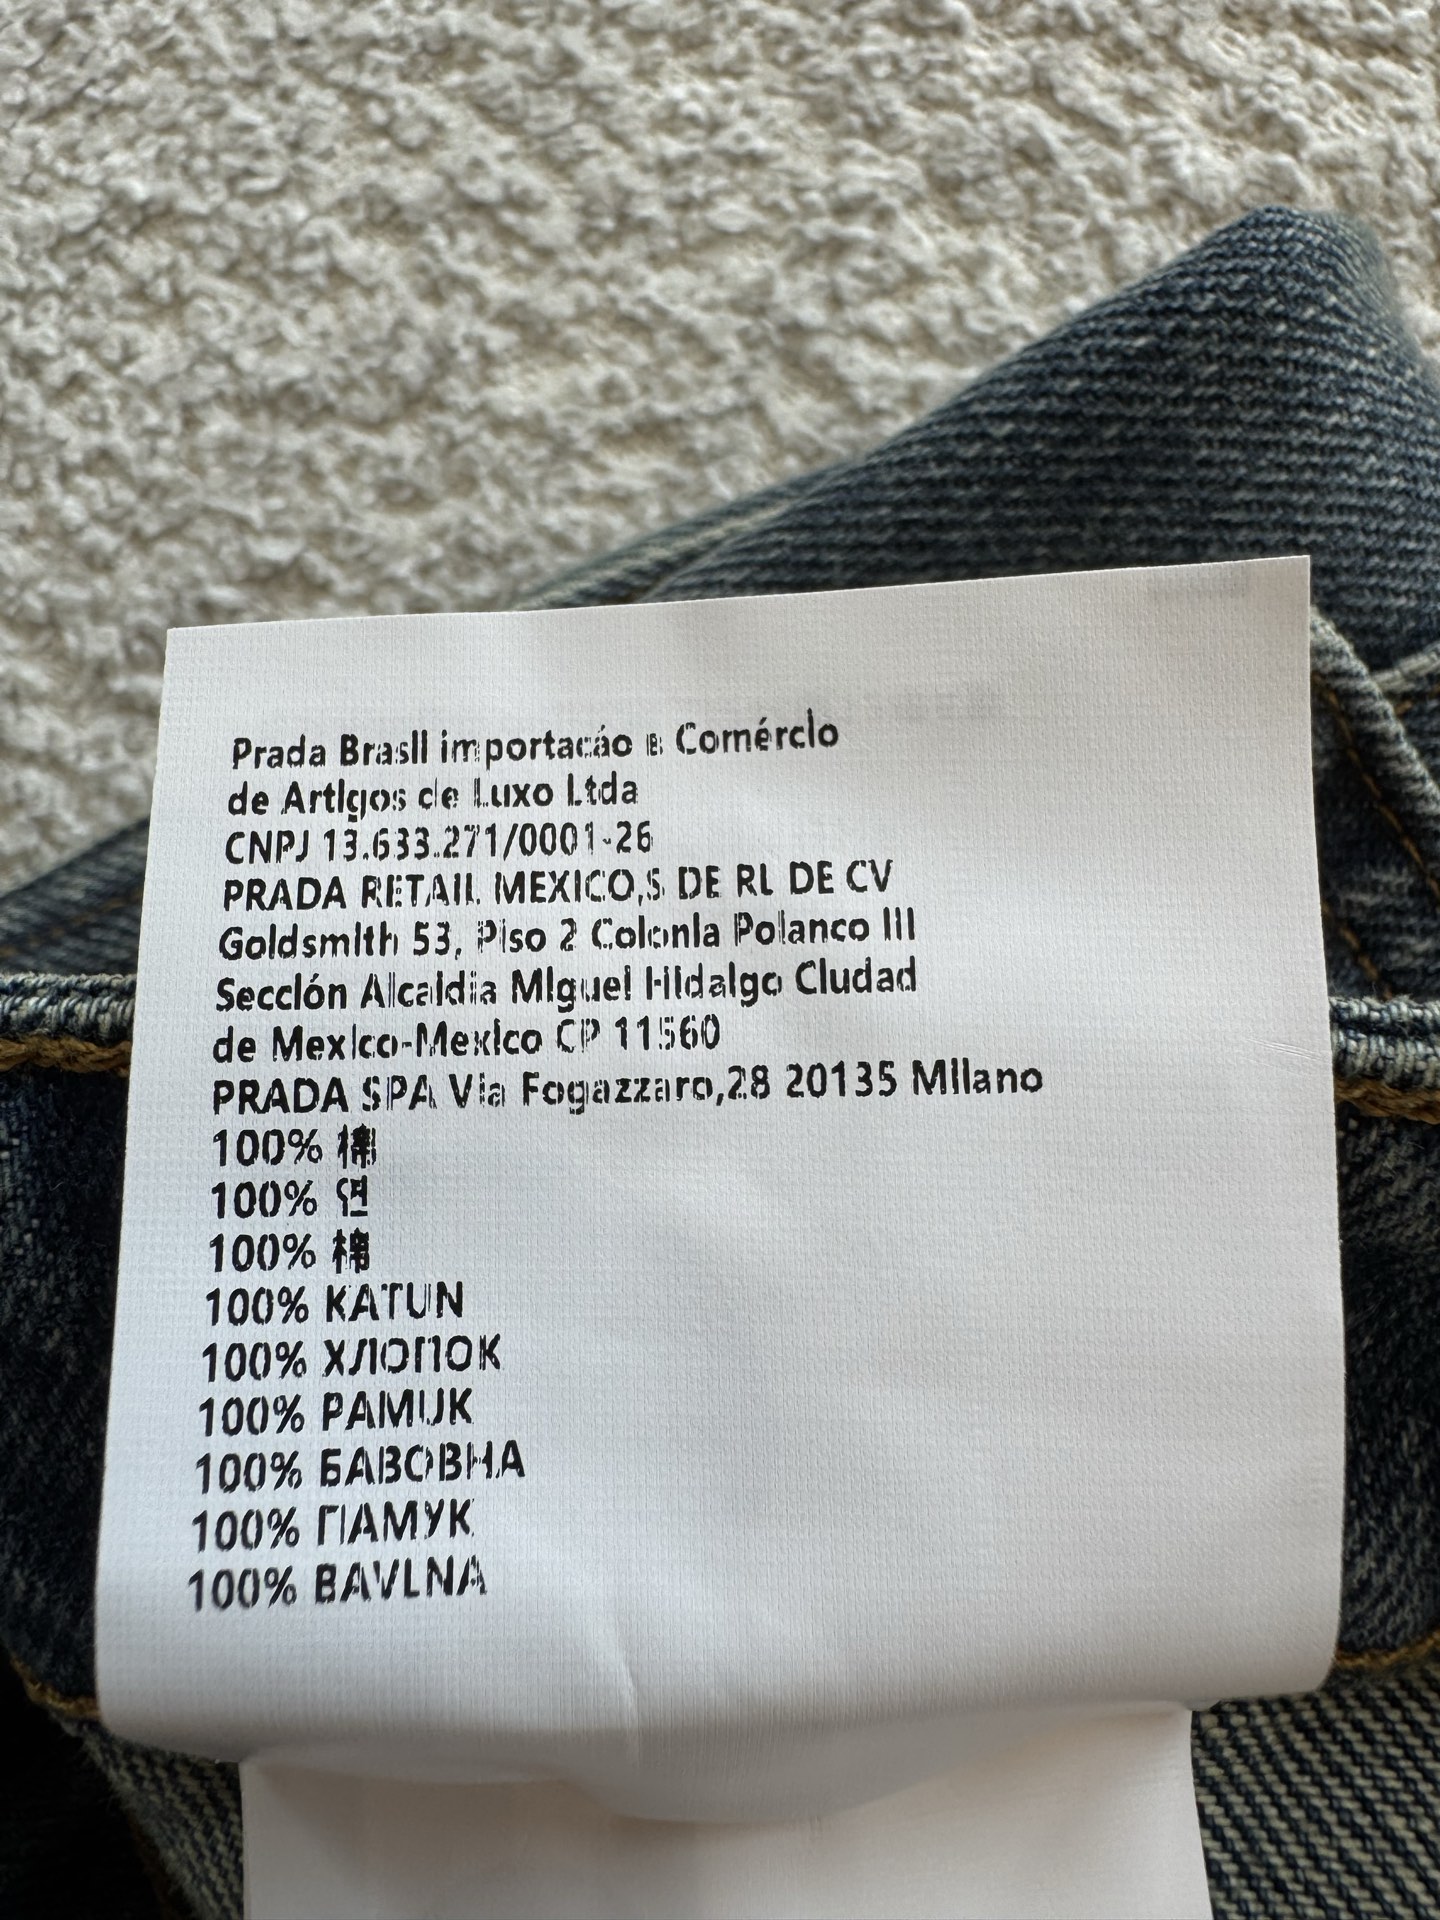 Prada Brasll importacáo e Comérclo
de Artlgos de Luxo Ltda
CNPJ 13.633.271/0001-26
PRADA RETAIL MEXICO,S DE RL DE CV
Goldsmlth 53, Plso 2 Colonla Polanco III
Secclón Alcaldia Mlguel Hldalgo Cludad
de Mexlco-Mexlco CP 11560
PRADA SPA Vla Fogazzaro,28 20135 Mllano
100% 棉
100% 면
100% 棉
100% KATUN
100% ХЛОПОК
100% PAMUK
100% БАВОВНА
100% ПАМУК
100% BAVLNA